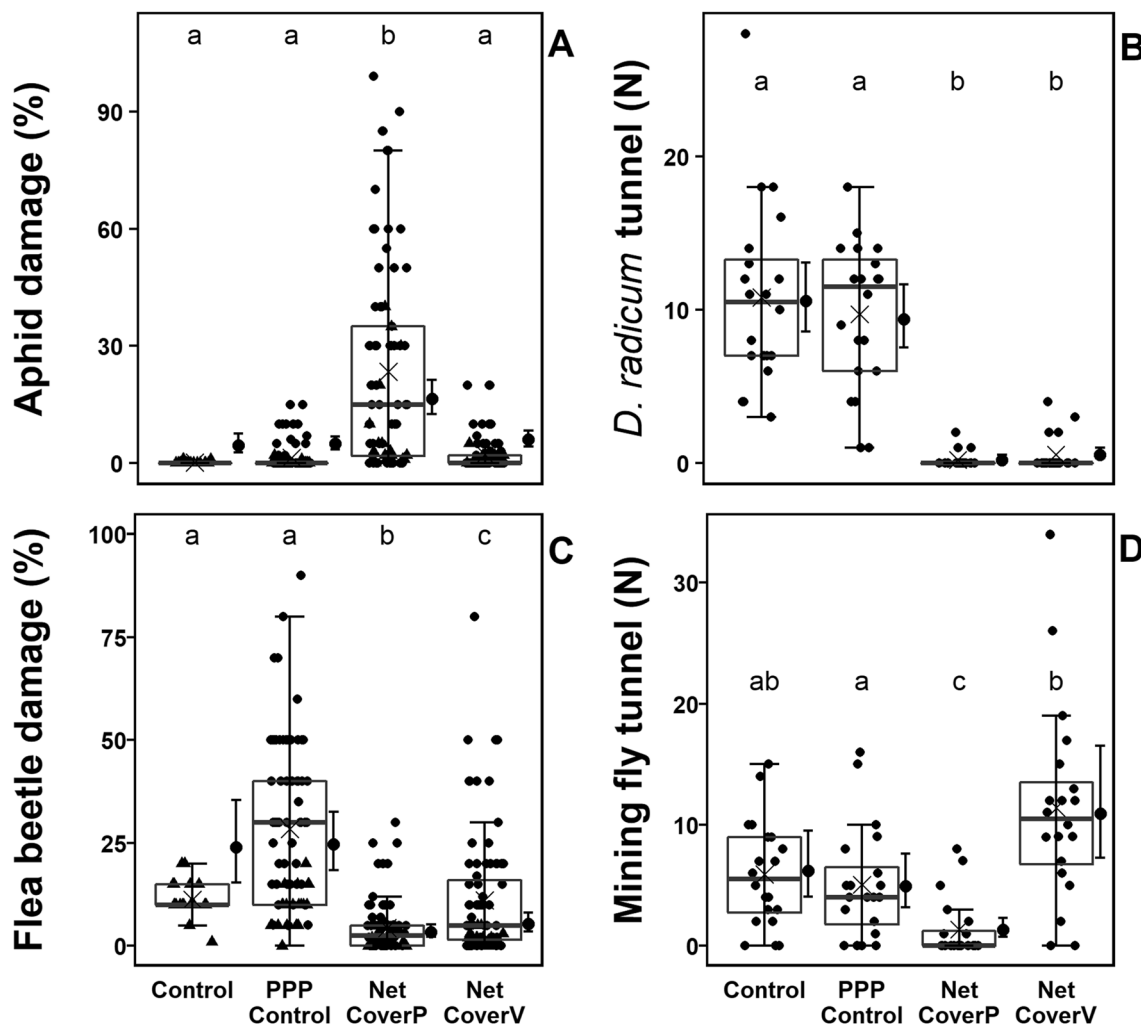 a a b a A
Aphid damage (%)
90
60
30
0
a a b b B
D. radicum tunnel (N)
20
10
0
a a b c C
Flea beetle damage (%)
100
75
50
25
0
Control PPP Control Net CoverP Net CoverV
D
ab a c b
Mining fly tunnel (N)
30
20
10
0
Control PPP Control Net CoverP Net CoverV